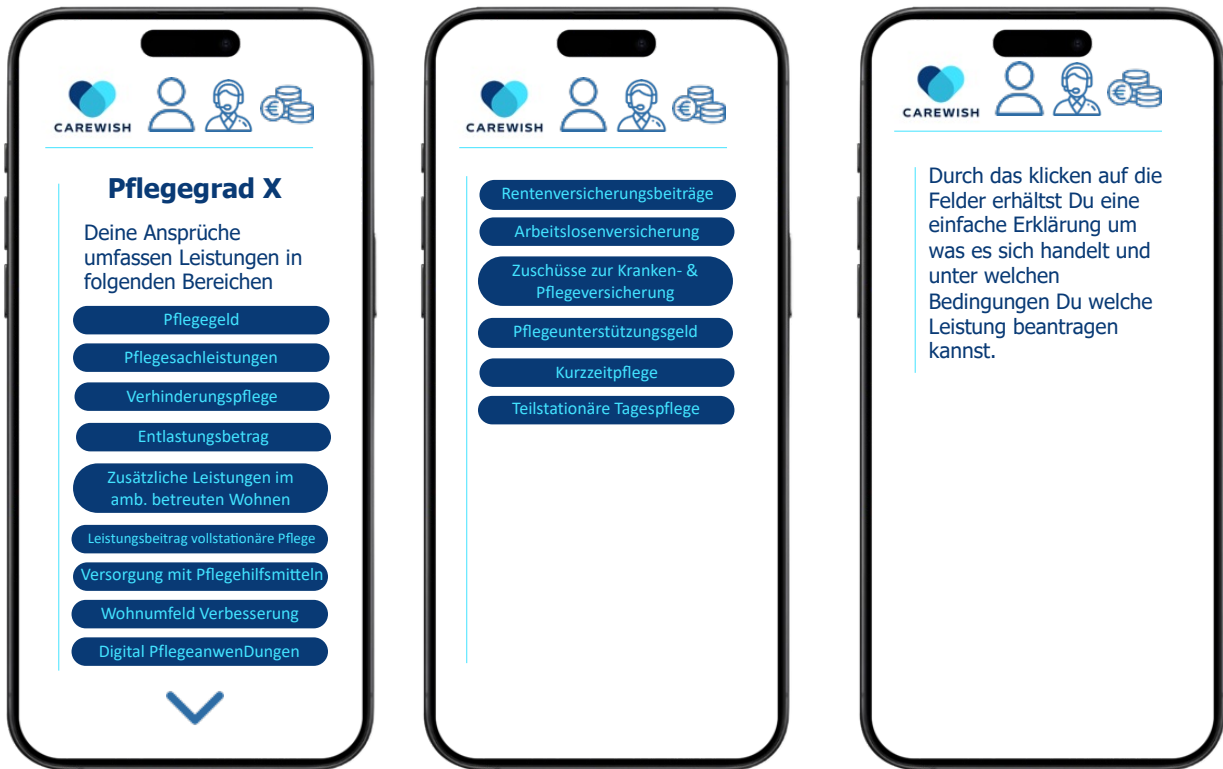 CAREWISH
Pflegegrad X
Deine Ansprüche
umfassen Leistungen in
folgenden Bereichen
Pflegegeld
Pflegesachleistungen
Verhinderungspflege
Entlastungsbetrag
Zusätzliche Leistungen im
amb. betreuten Wohnen
Leistungsbeitrag vollstationäre Pflege
Versorgung mit Pflegehilfsmitteln
Wohnumfeld Verbesserung
Digital PflegeanwenDungen
CAREWISH
Rentenversicherungsbeiträge
Arbeitslosenversicherung
Zuschüsse zur Kranken- &
Pflegeversicherung
Pflegeunterstützungsgeld
Kurzzeitpflege
Teilstationäre Tagespflege
CAREWISH
Durch das klicken auf die
Felder erhältst Du eine
einfache Erklärung um
was es sich handelt und
unter welchen
Bedingungen Du welche
Leistung beantragen
kannst.